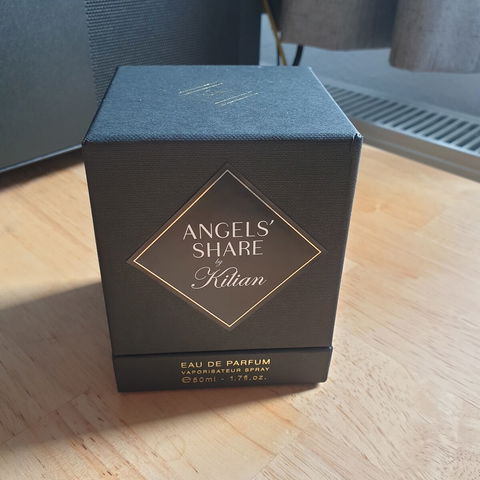 ANGELS'
SHARE
by
Kilian
EAU DE PARFUM
VAPORISATEUR SPRAY
℮50ml - 1.7fl.oz.